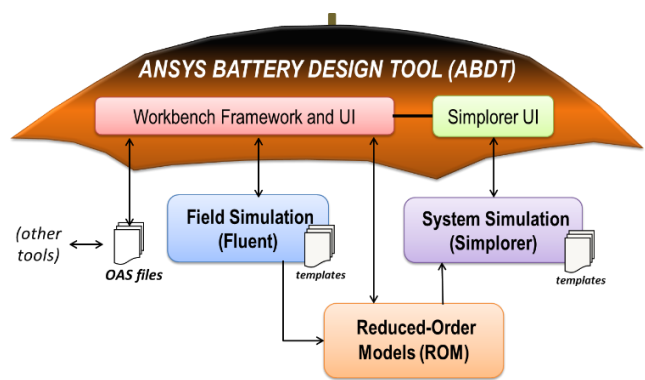 ANSYS BATTERY DESIGN TOOL (ABDT)
Workbench Framework and UI
Simplorer UI
Field Simulation
(Fluent)
templates
System Simulation
(Simplorer)
templates
(other
tools)
OAS files
Reduced-Order
Models (ROM)